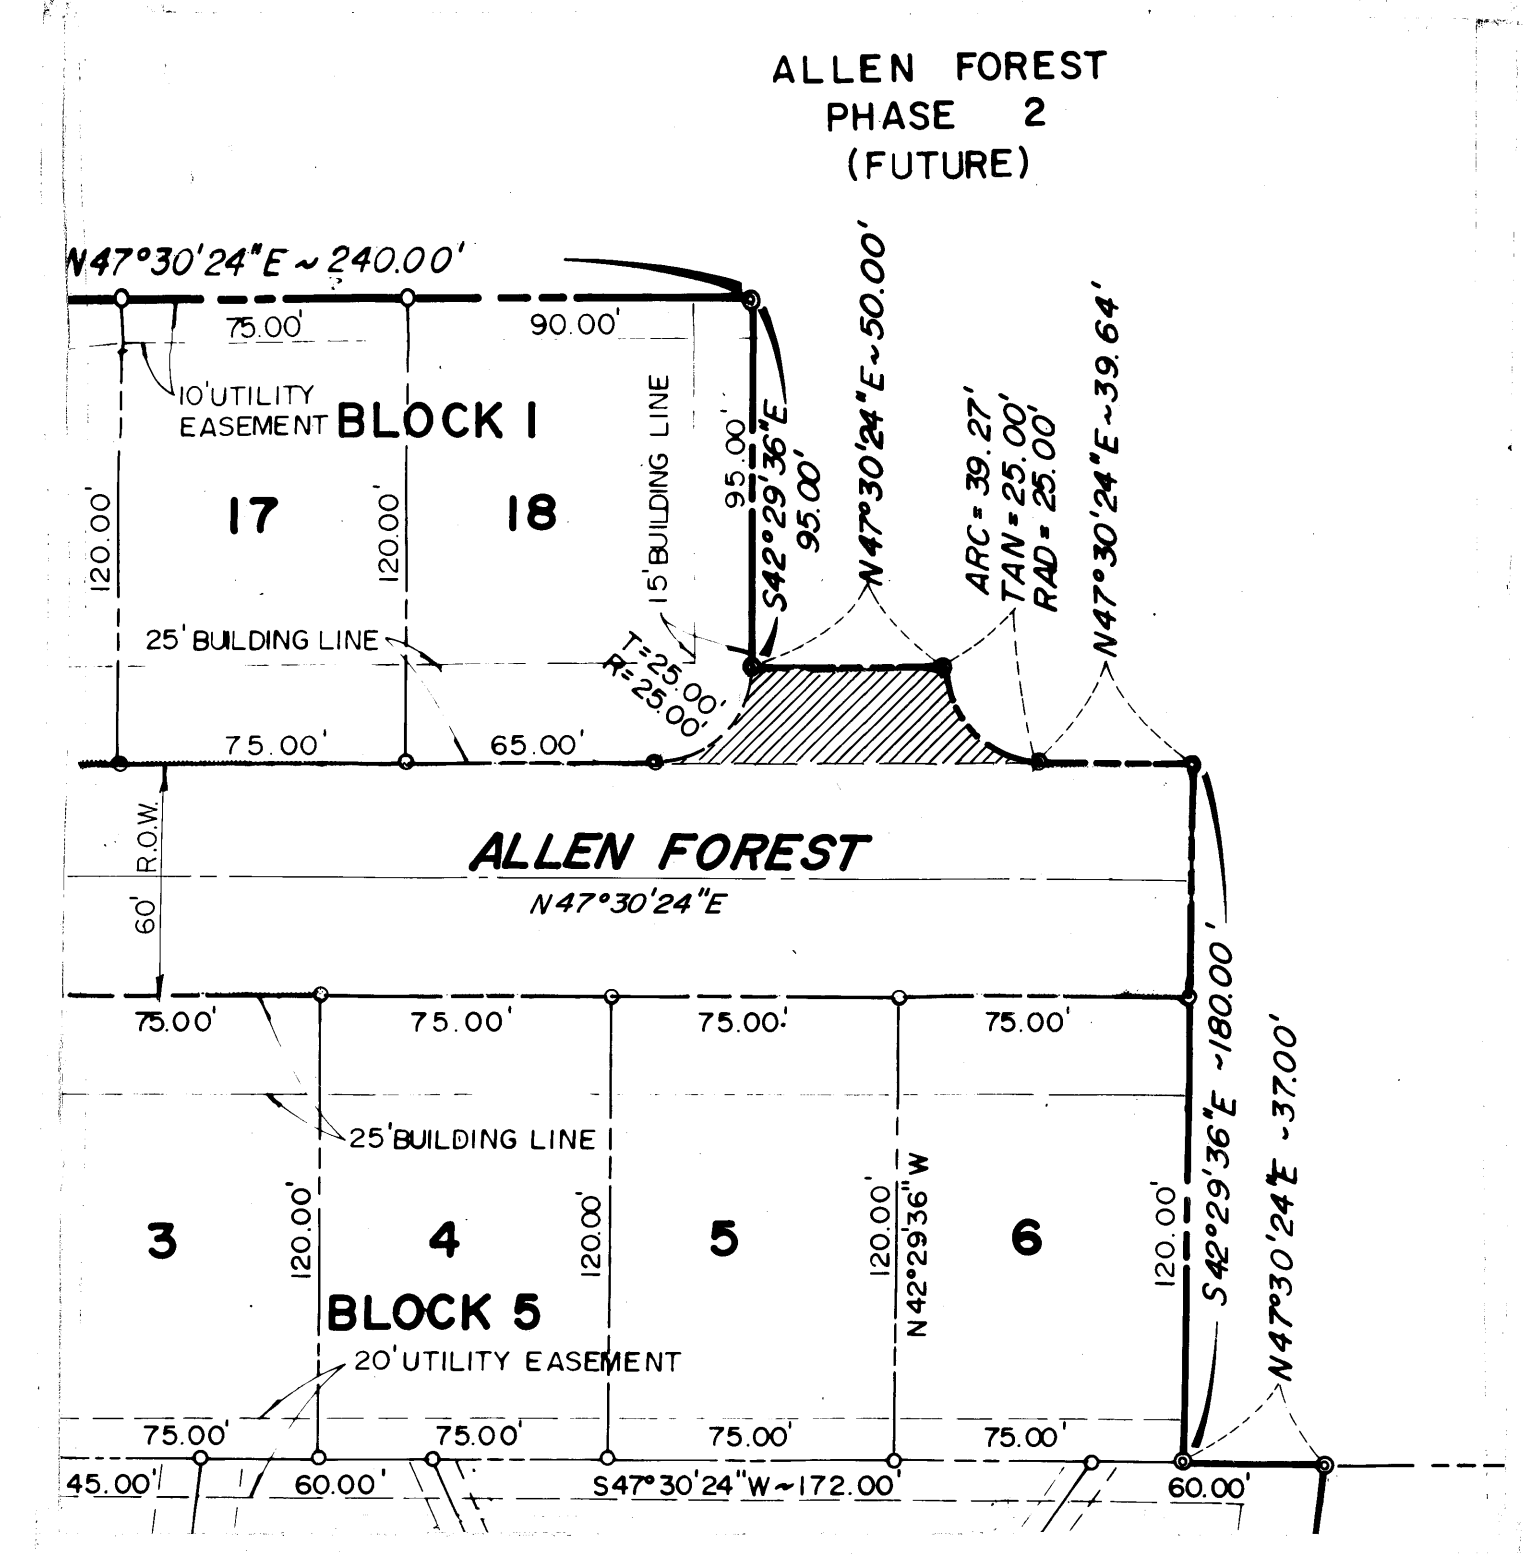 ALLEN FOREST
PHASE 2
(FUTURE)
N47°30'24"E ~ 240.00'
75.00'
90.00'
10' UTILITY
EASEMENT
BLOCK 1
17
18
120.00'
120.00'
15' BUILDING LINE
95.00'
S42°29'36"E
95.00'
N47°30'24"E ~ 50.00'
ARC = 39.27'
TAN = 25.00'
RAD = 25.00'
N47°30'24"E ~ 39.64'
25' BUILDING LINE
T = 25.00'
R = 25.00'
75.00'
65.00'
60' R.O.W.
ALLEN FOREST
N47°30'24"E
75.00'
75.00'
75.00'
75.00'
25' BUILDING LINE
3
4
5
6
120.00'
120.00'
120.00'
N42°29'36"W
120.00'
S42°29'36"E ~ 180.00'
N47°30'24"E ~ 37.00'
BLOCK 5
20' UTILITY EASEMENT
75.00'
75.00'
75.00'
75.00'
45.00'
60.00'
S47°30'24"W ~ 172.00'
60.00'